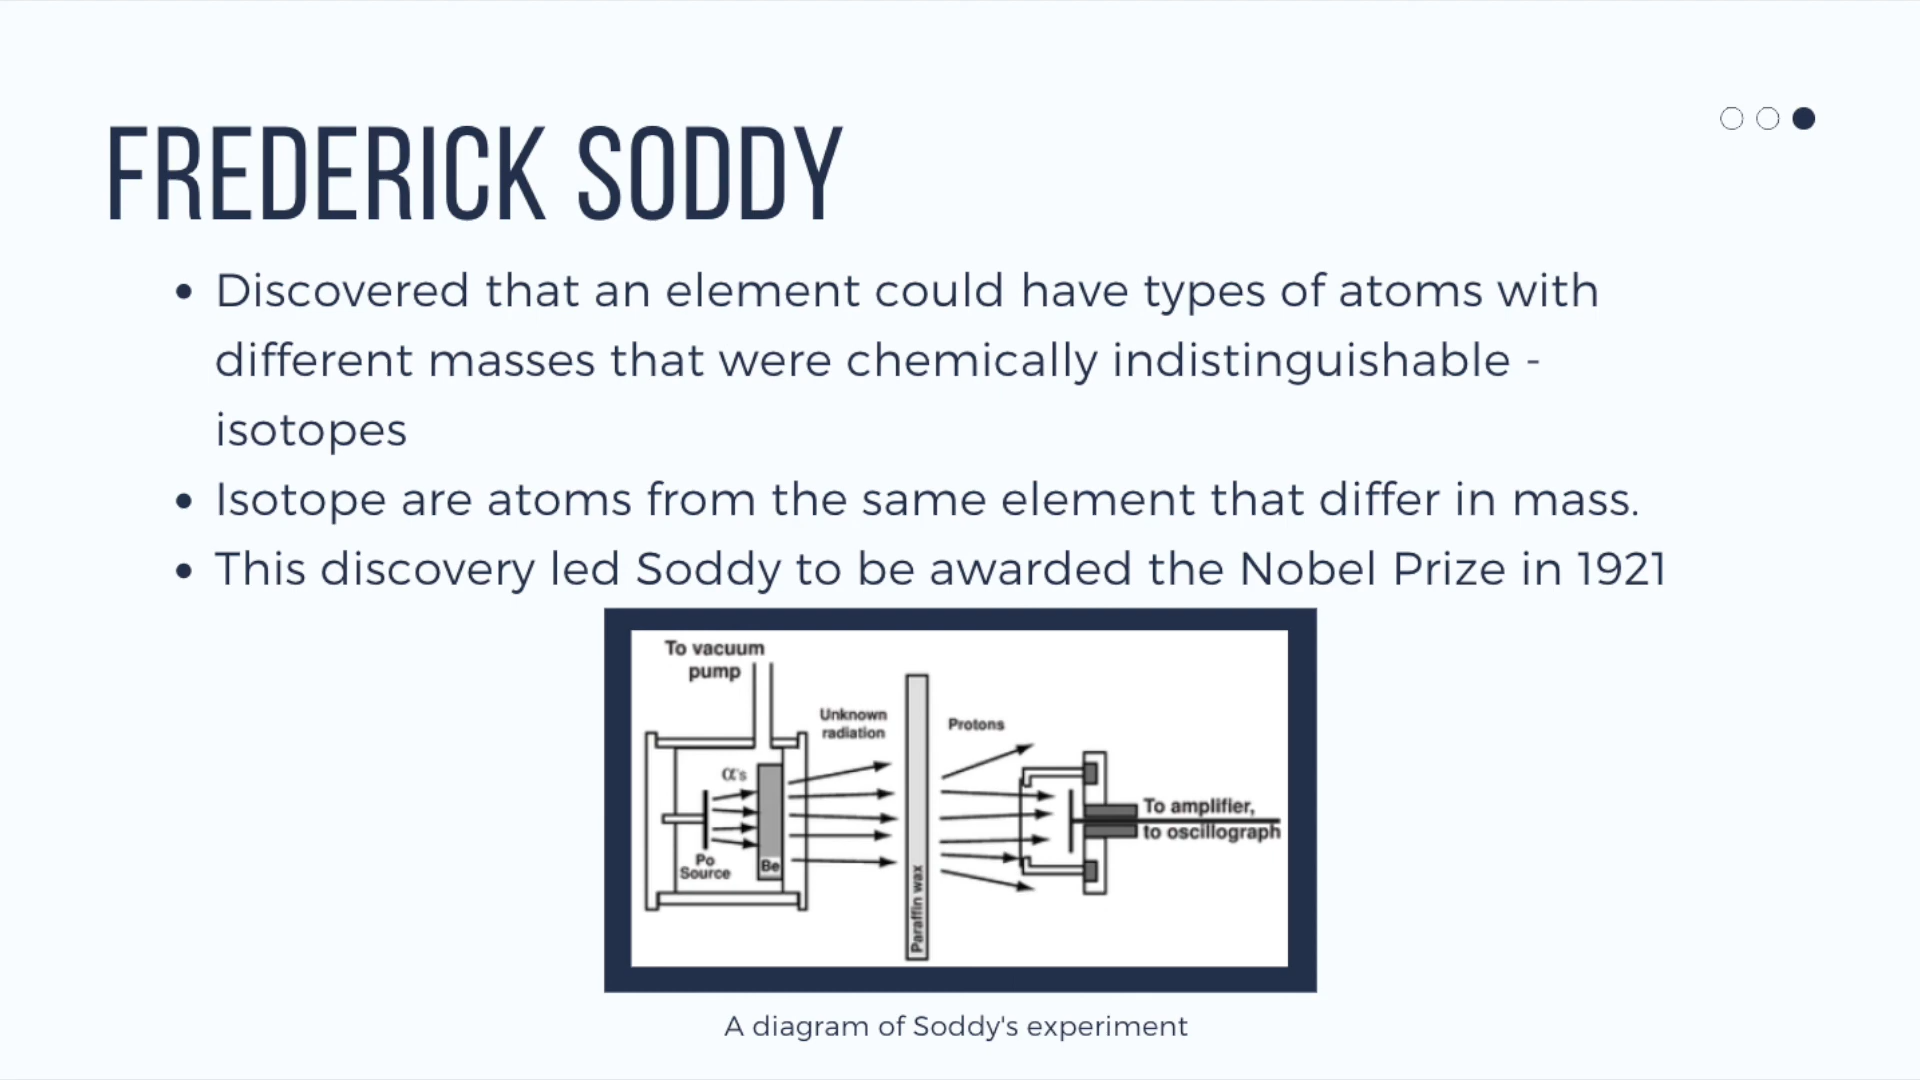 FREDERICK SODDY
Discovered that an element could have types of atoms with
different masses that were chemically indistinguishable -
isotopes
Isotope are atoms from the same element that differ in mass.
This discovery led Soddy to be awarded the Nobel Prize in 1921
To vacuum
pump
Unknown
radiation
Protons
α's
Po
Source
Be
Paraffin wax
To amplifier,
to oscillograph
A diagram of Soddy's experiment